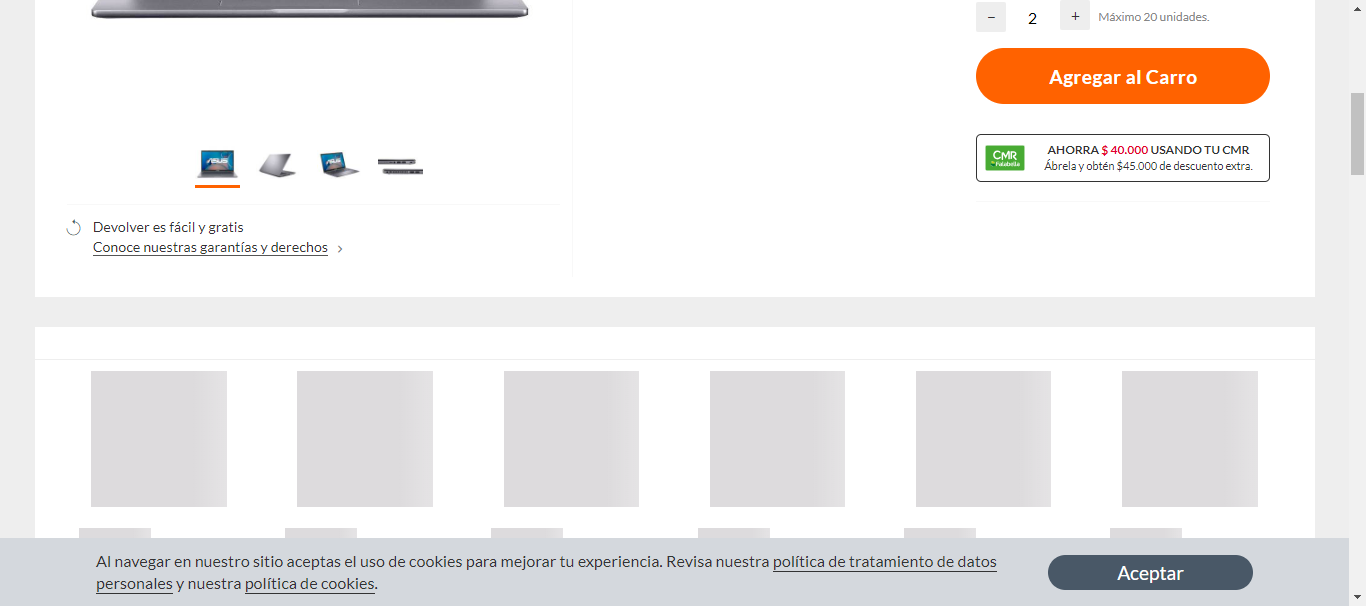 − 2 + Máximo 20 unidades.
Agregar al Carro
CMR
Falabella
AHORRA $ 40.000 USANDO TU CMR
Ábrela y obtén $45.000 de descuento extra.
ASUS
ASUS
Devolver es fácil y gratis
Conoce nuestras garantías y derechos >
Al navegar en nuestro sitio aceptas el uso de cookies para mejorar tu experiencia. Revisa nuestra política de tratamiento de datos
personales y nuestra política de cookies.
Aceptar